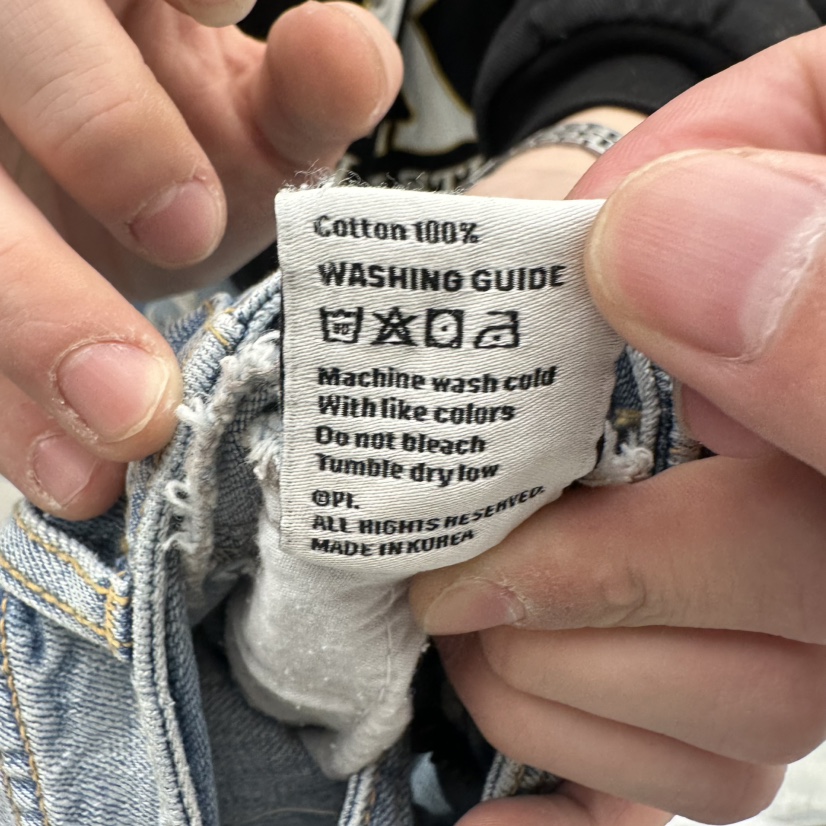 Cotton 100%
WASHING GUIDE
30
Machine wash cold
With like colors
Do not bleach
Tumble dry low
©PI.
ALL RIGHTS RESERVED.
MADE IN KOREA